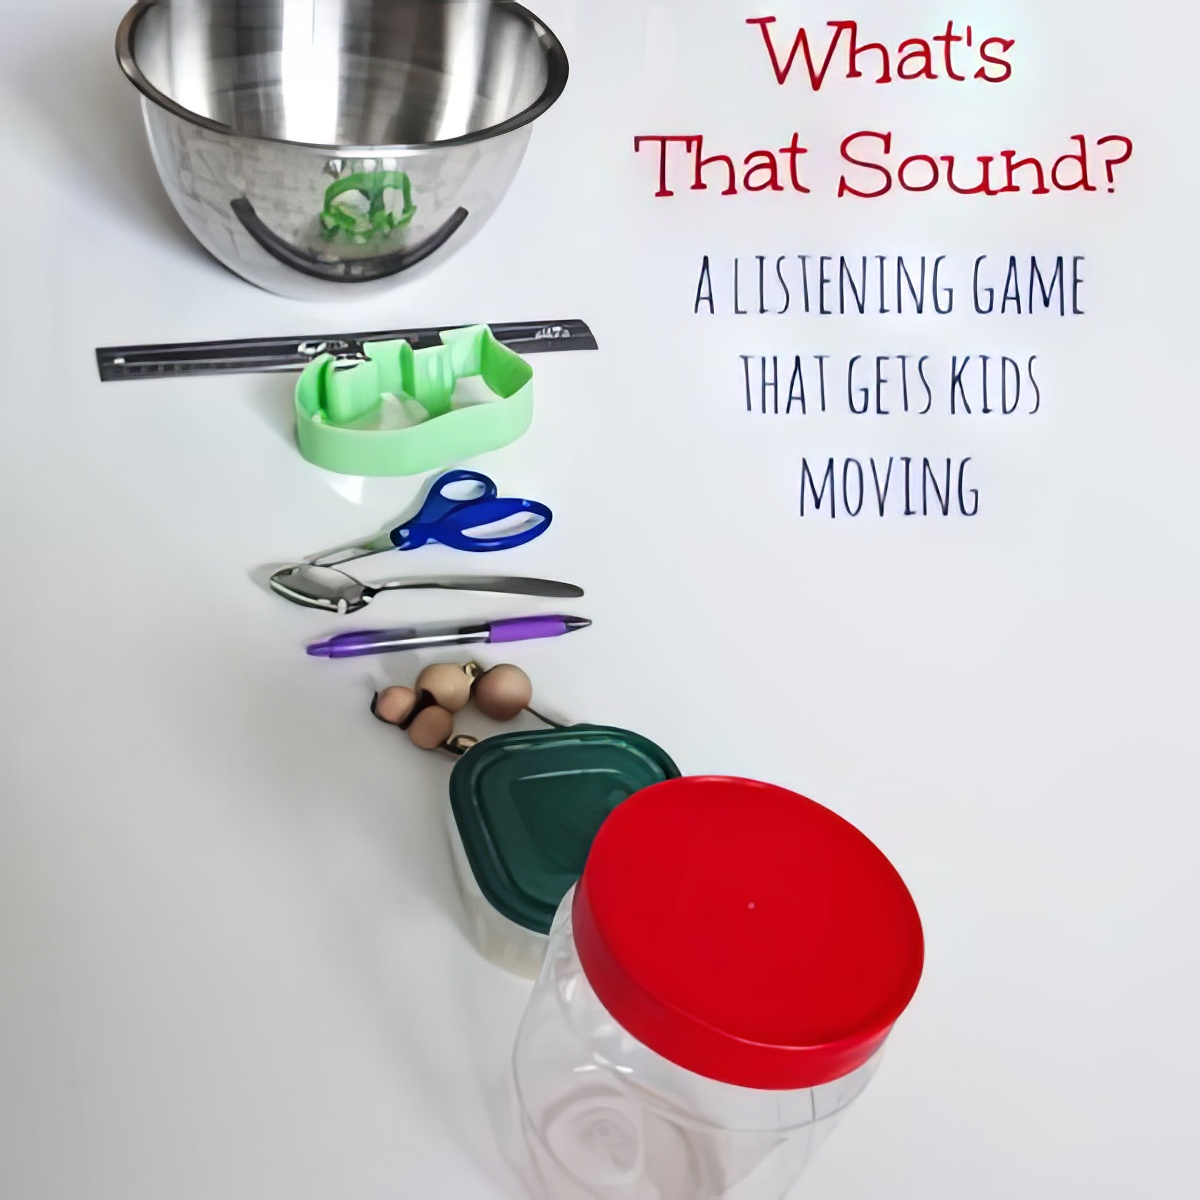 What's
That Sound?
A LISTENING GAME
THAT GETS KIDS
MOVING